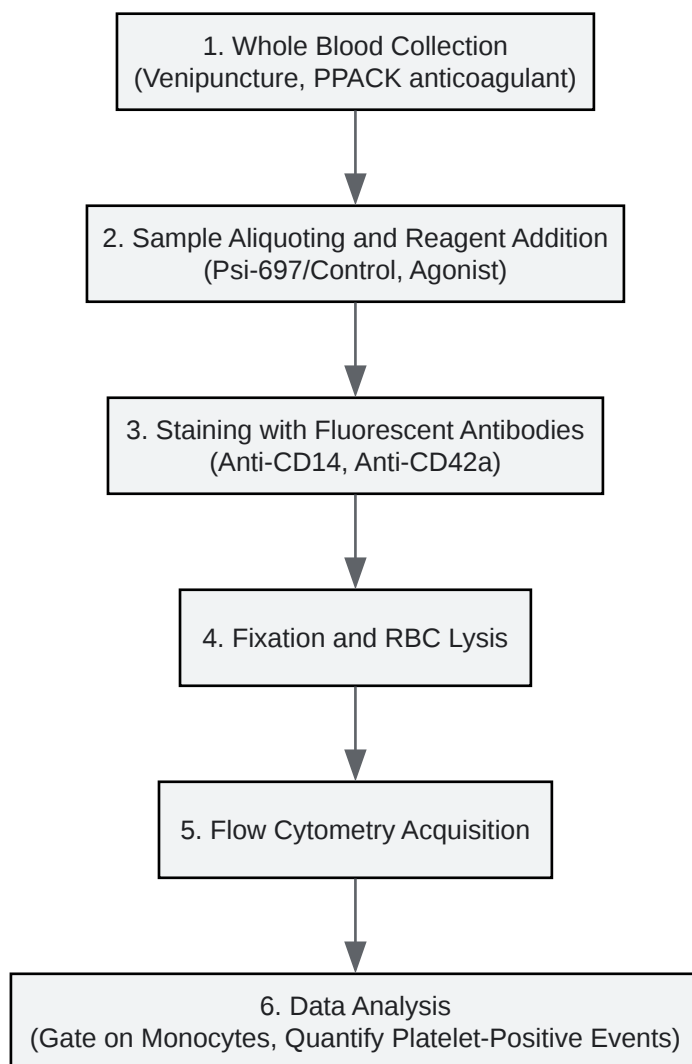 1. Whole Blood Collection
(Venipuncture, PPACK anticoagulant)
2. Sample Aliquoting and Reagent Addition
(Psi-697/Control, Agonist)
3. Staining with Fluorescent Antibodies
(Anti-CD14, Anti-CD42a)
4. Fixation and RBC Lysis
5. Flow Cytometry Acquisition
6. Data Analysis
(Gate on Monocytes, Quantify Platelet-Positive Events)